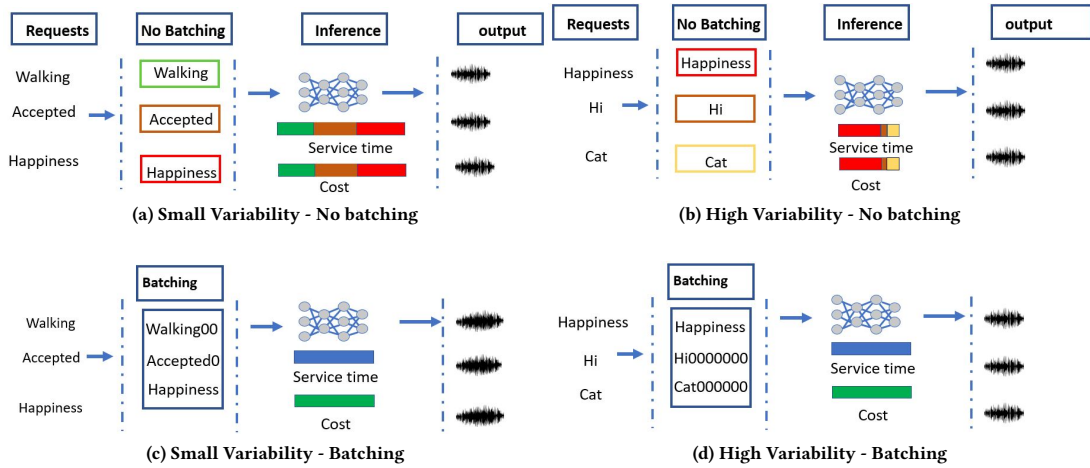 Requests
No Batching
Inference
output
Walking
Accepted
Happiness
Walking
Accepted
Happiness
Service time
Cost
(a) Small Variability - No batching
Requests
No Batching
Inference
output
Happiness
Hi
Cat
Happiness
Hi
Cat
Service time
Cost
(b) High Variability - No batching
Batching
Walking
Accepted
Happiness
Walking00
Accepted0
Happiness
Service time
Cost
(c) Small Variability - Batching
Batching
Happiness
Hi
Cat
Happiness
Hi0000000
Cat000000
Service time
Cost
(d) High Variability - Batching